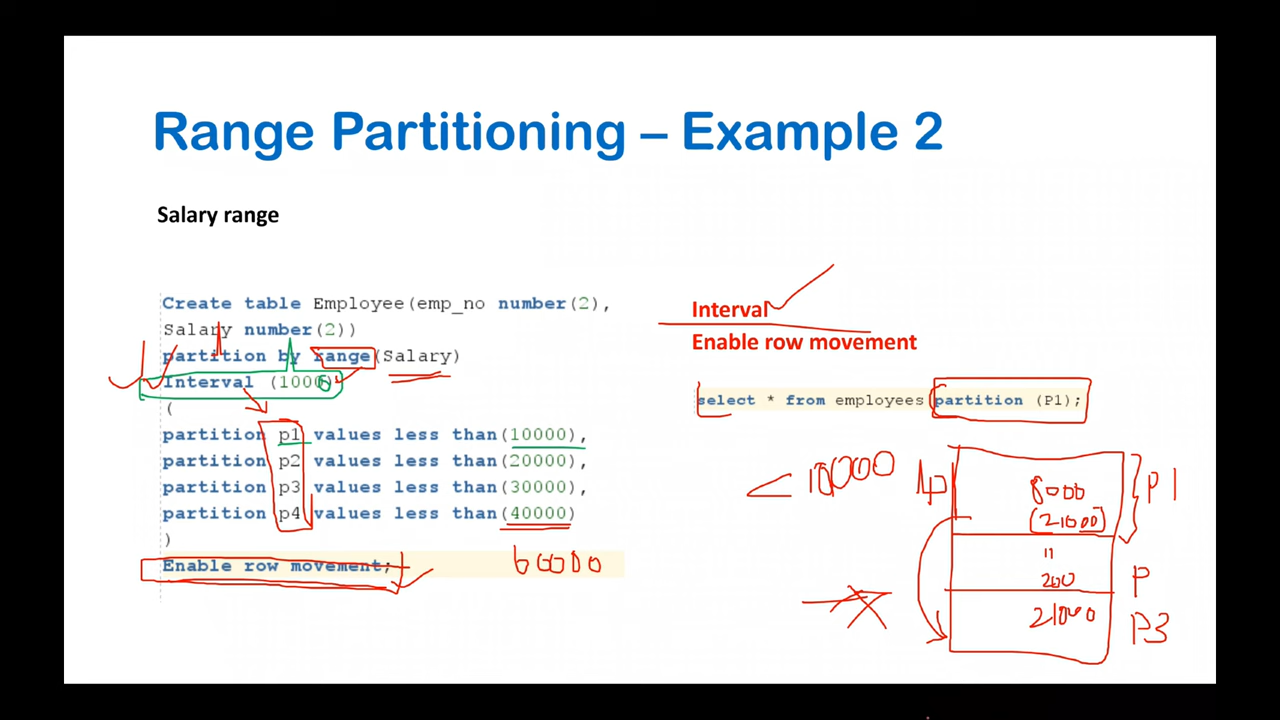 Range Partitioning – Example 2
Salary range
Create table Employee(emp_no number(2),
Salary number(2))
partition by range(Salary)
Interval (1000)
(
partition p1 values less than(10000),
partition p2 values less than(20000),
partition p3 values less than(30000),
partition p4 values less than(40000)
)
Enable row movement;
60000
Interval
Enable row movement
select * from employees partition (P1);
< 10,000
8000
(21000)
P1
"
200
P
21000
P3